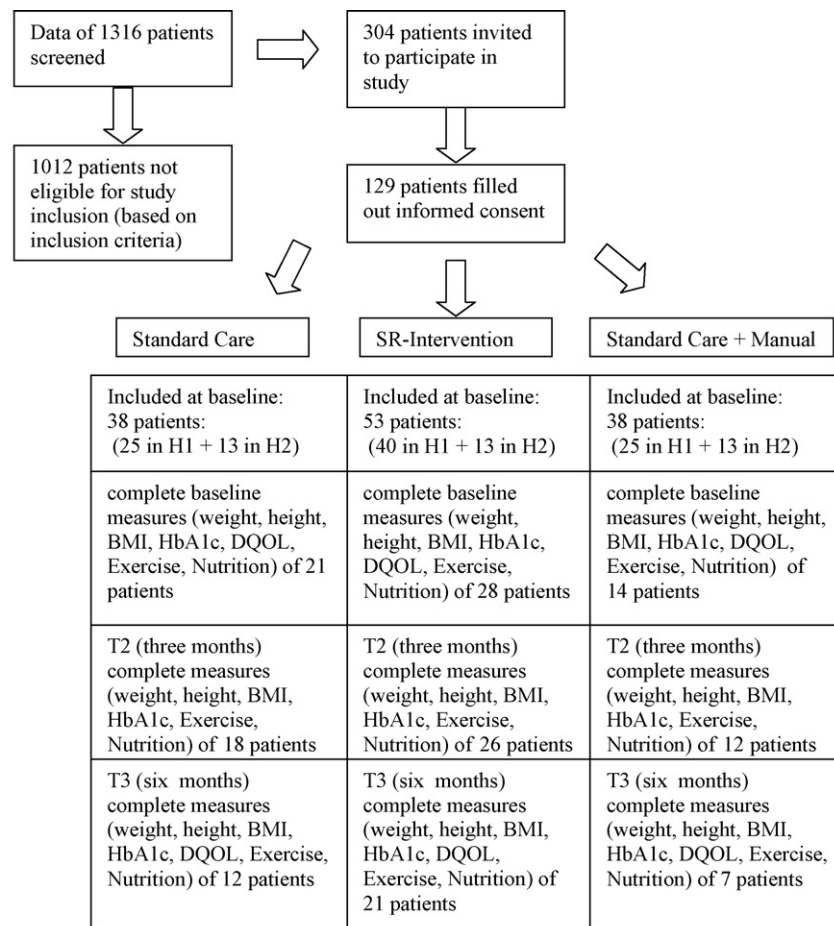 Data of 1316 patients
screened
304 patients invited
to participate in
study
1012 patients not
eligible for study
inclusion (based on
inclusion criteria)
129 patients filled
out informed consent
Standard Care
SR-Intervention
Standard Care + Manual
Included at baseline:
38 patients:
(25 in H1 + 13 in H2)
Included at baseline:
53 patients:
(40 in H1 + 13 in H2)
Included at baseline:
38 patients:
(25 in H1 + 13 in H2)
complete baseline
measures (weight, height,
BMI, HbA1c, DQOL,
Exercise, Nutrition) of 21
patients
complete baseline
measures (weight,
height, BMI, HbA1c,
DQOL, Exercise,
Nutrition) of 28 patients
complete baseline
measures (weight, height,
BMI, HbA1c, DQOL,
Exercise, Nutrition) of
14 patients
T2 (three months)
complete measures
(weight, height, BMI,
HbA1c, Exercise,
Nutrition) of 18 patients
T2 (three months)
complete measures
(weight, height, BMI,
HbA1c, Exercise,
Nutrition) of 26 patients
T2 (three months)
complete measures
(weight, height, BMI,
HbA1c, Exercise,
Nutrition) of 12 patients
T3 (six months)
complete measures
(weight, height, BMI,
HbA1c, DQOL, Exercise,
Nutrition) of 12 patients
T3 (six months)
complete measures
(weight, height, BMI,
HbA1c, DQOL,
Exercise, Nutrition) of
21 patients
T3 (six months)
complete measures
(weight, height, BMI,
HbA1c, DQOL, Exercise,
Nutrition) of 7 patients